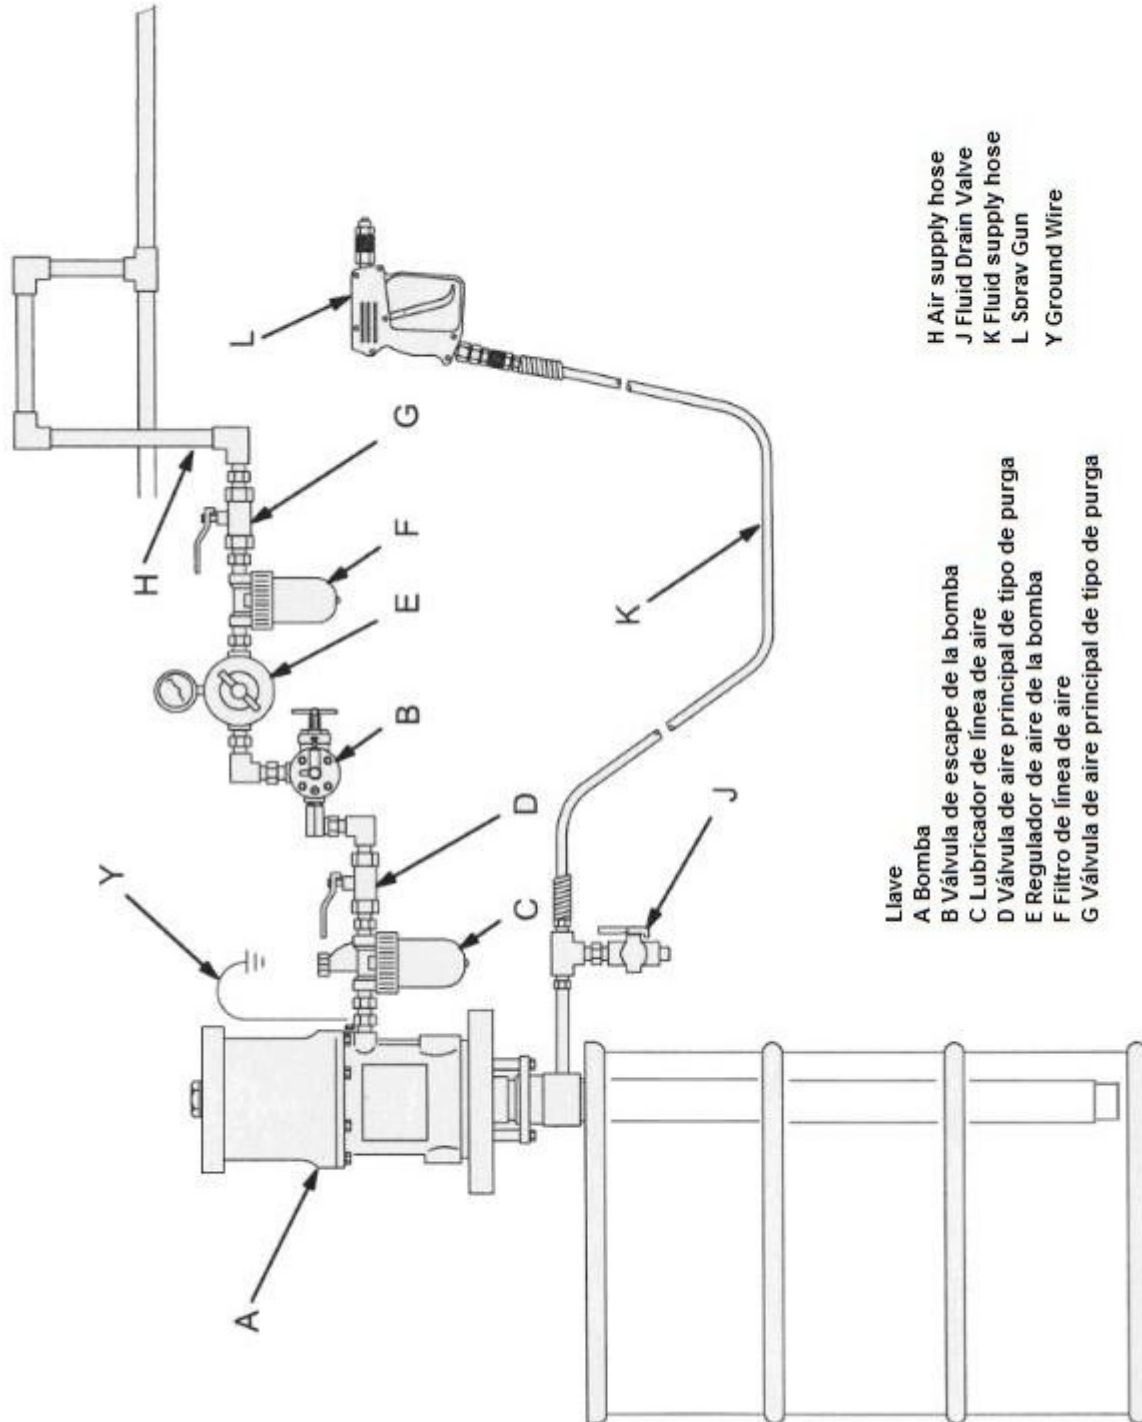 H
G
F
E
B
D
C
Y
A
L
K
J
Llave
A Bomba
B Válvula de escape de la bomba
C Lubricador de línea de aire
D Válvula de aire principal de tipo de purga
E Regulador de aire de la bomba
F Filtro de línea de aire
G Válvula de aire principal de tipo de purga
H Air supply hose
J Fluid Drain Valve
K Fluid supply hose
L Sprav Gun
Y Ground Wire